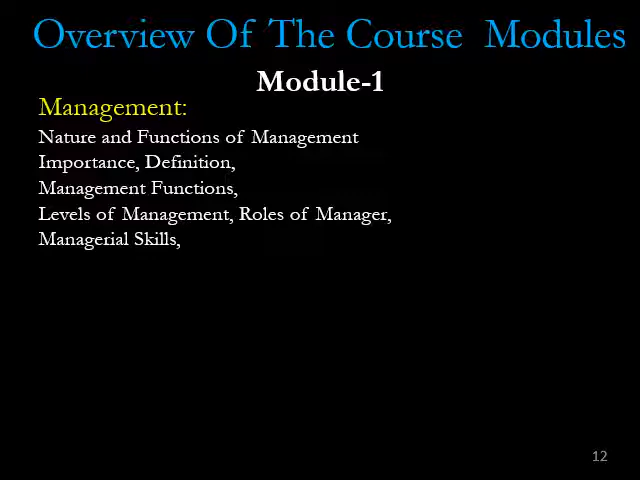 Overview Of The Course Modules
Module-1
Management:
Nature and Functions of Management
Importance, Definition,
Management Functions,
Levels of Management, Roles of Manager,
Managerial Skills,
12